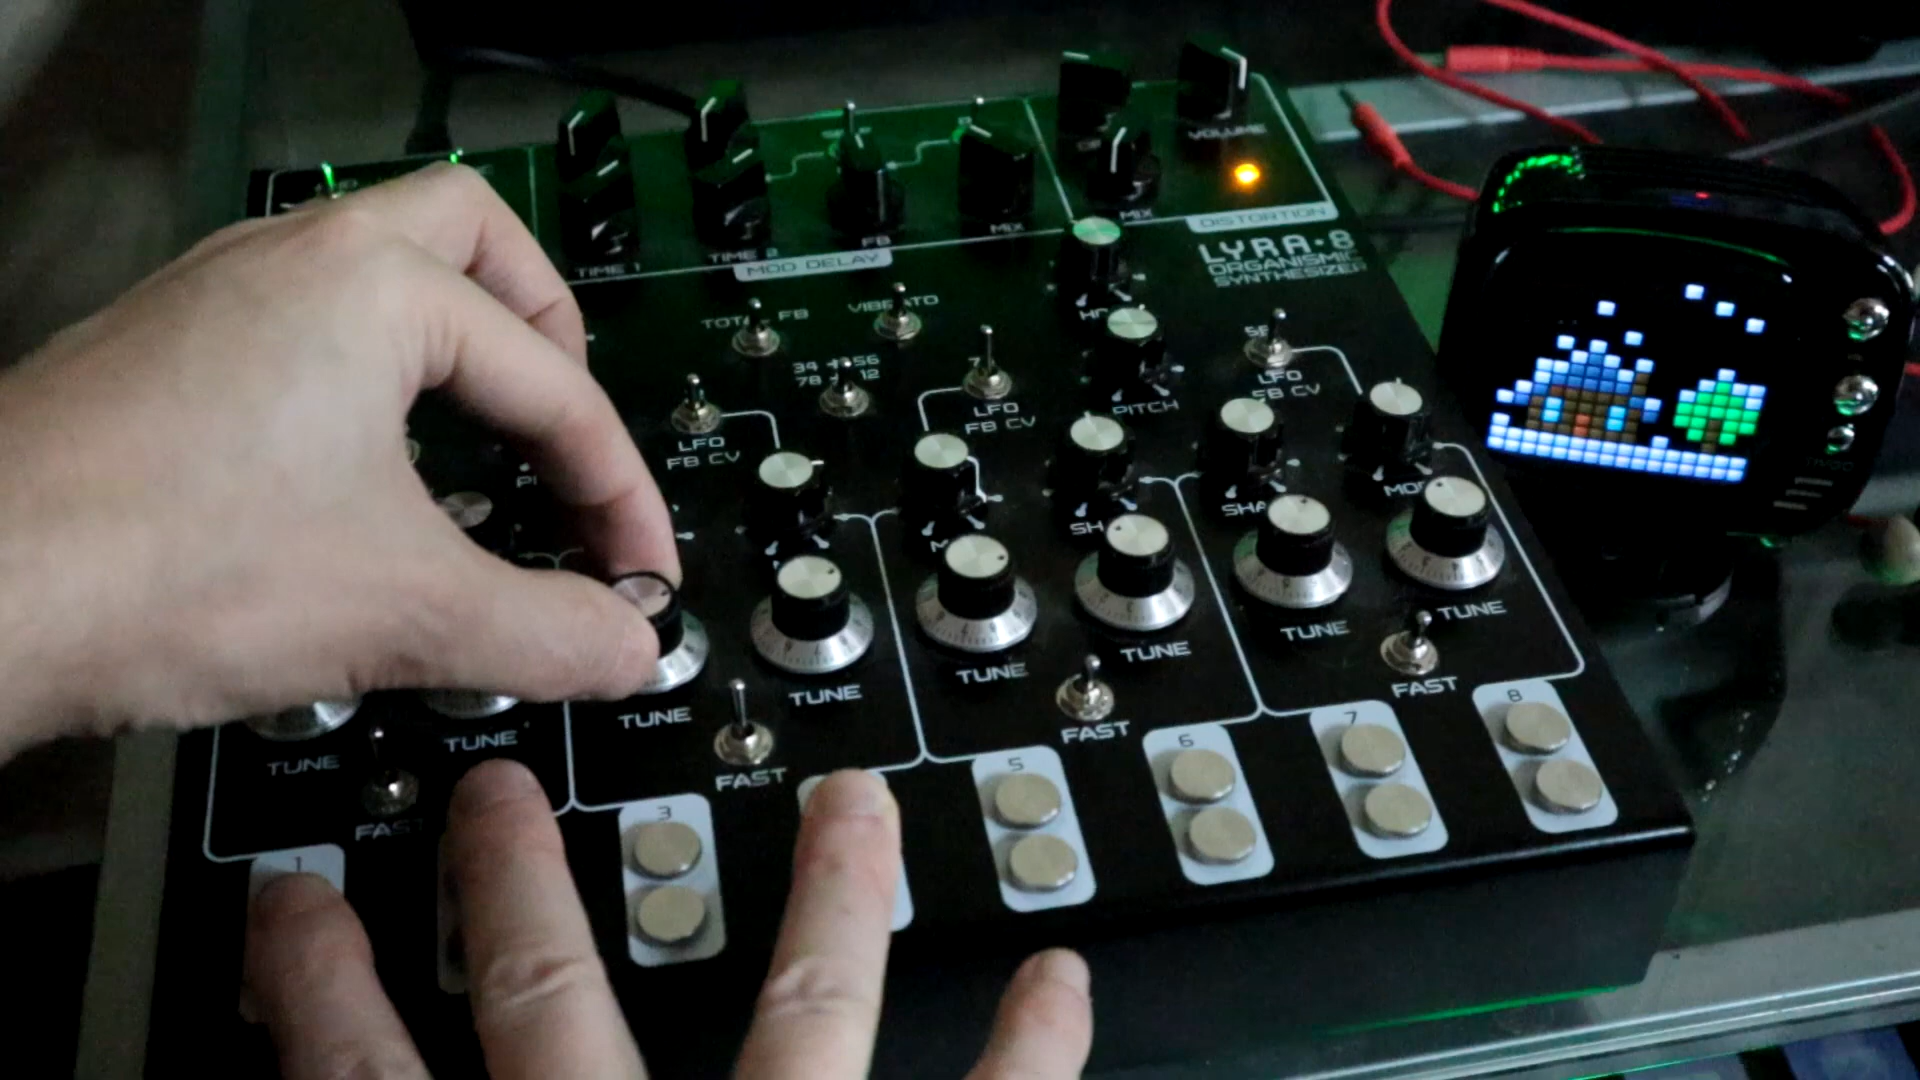 VOLUME
MIX
DISTORTION
TIME 1
TIME 2
FB
MIX
MOD DELAY
LYRA-8
ORGANISMIC
SYNTHESIZER
VIBRATO
FB
34
56
78
12
LFO
FB CV
LFO
FB CV
LFO
FB CV
PITCH
TUNE
TUNE
TUNE
TUNE
TUNE
TUNE
TUNE
TUNE
FAST
FAST
FAST
1
3
5
6
7
8